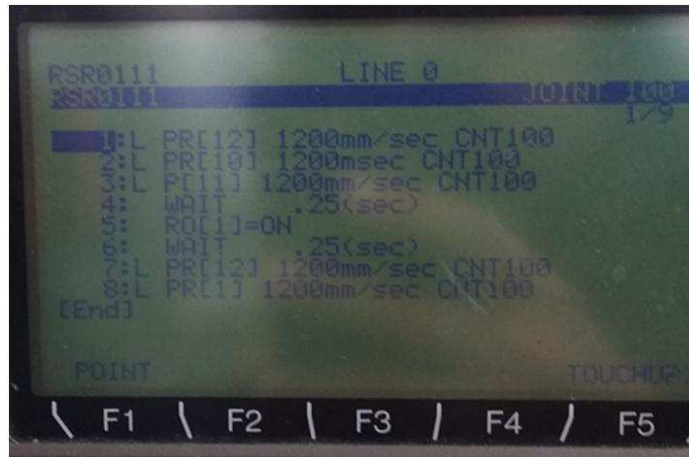 RSR0111 LINE 0
RSR0111 JOINT 100
1/9
1:L PR[12] 1200mm/sec CNT100
2:L PR[10] 1200msec CNT100
3:L P[11] 1200mm/sec CNT100
4: WAIT .25(sec)
5: RO[1]=ON
6: WAIT .25(sec)
7:L PR[12] 1200mm/sec CNT100
8:L PR[1] 1200mm/sec CNT100
[End]
POINT TOUCHUP
F1 F2 F3 F4 F5